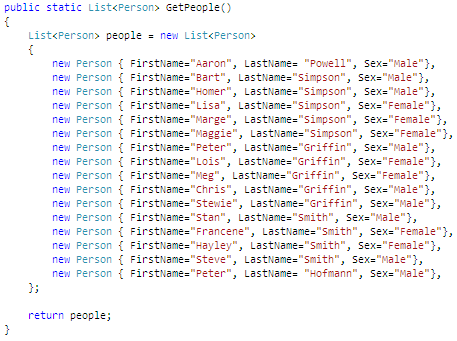 public static List<Person> GetPeople()
{
    List<Person> people = new List<Person>
    {
        new Person { FirstName="Aaron", LastName= "Powell", Sex="Male"},
        new Person { FirstName="Bart", LastName="Simpson", Sex="Male"},
        new Person { FirstName="Homer", LastName="Simpson", Sex="Male"},
        new Person { FirstName="Lisa", LastName="Simpson", Sex="Female"},
        new Person { FirstName="Marge", LastName="Simpson", Sex="Female"},
        new Person { FirstName="Maggie", LastName="Simpson", Sex="Female"},
        new Person { FirstName="Peter", LastName="Griffin", Sex="Male"},
        new Person { FirstName="Lois", LastName="Griffin", Sex="Female"},
        new Person { FirstName="Meg", LastName="Griffin", Sex="Female"},
        new Person { FirstName="Chris", LastName="Griffin", Sex="Male"},
        new Person { FirstName="Stewie", LastName="Griffin", Sex="Male"},
        new Person { FirstName="Stan", LastName="Smith", Sex="Male"},
        new Person { FirstName="Francene", LastName="Smith", Sex="Female"},
        new Person { FirstName="Hayley", LastName="Smith", Sex="Female"},
        new Person { FirstName="Steve", LastName="Smith", Sex="Male"},
        new Person { FirstName="Peter", LastName= "Hofmann", Sex="Male"},
    };

    return people;
}